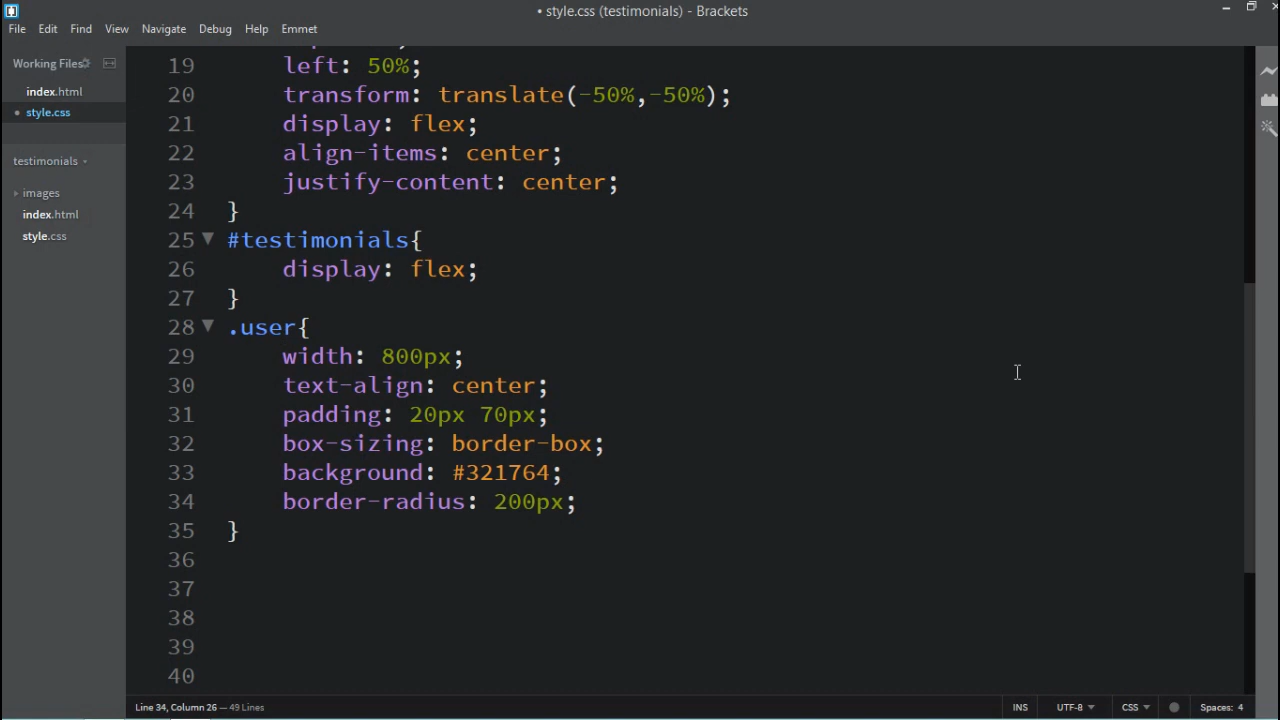 • style.css (testimonials) - Brackets
File Edit Find View Navigate Debug Help Emmet
Working Files
index.html
• style.css
testimonials
images
index.html
style.css
19 left: 50%;
20 transform: translate(-50%,-50%);
21 display: flex;
22 align-items: center;
23 justify-content: center;
24 }
25 #testimonials{
26 display: flex;
27 }
28 .user{
29 width: 800px;
30 text-align: center;
31 padding: 20px 70px;
32 box-sizing: border-box;
33 background: #321764;
34 border-radius: 200px;
35 }
36
37
38
39
40
Line 34, Column 26 — 49 Lines
INS UTF-8 CSS Spaces: 4